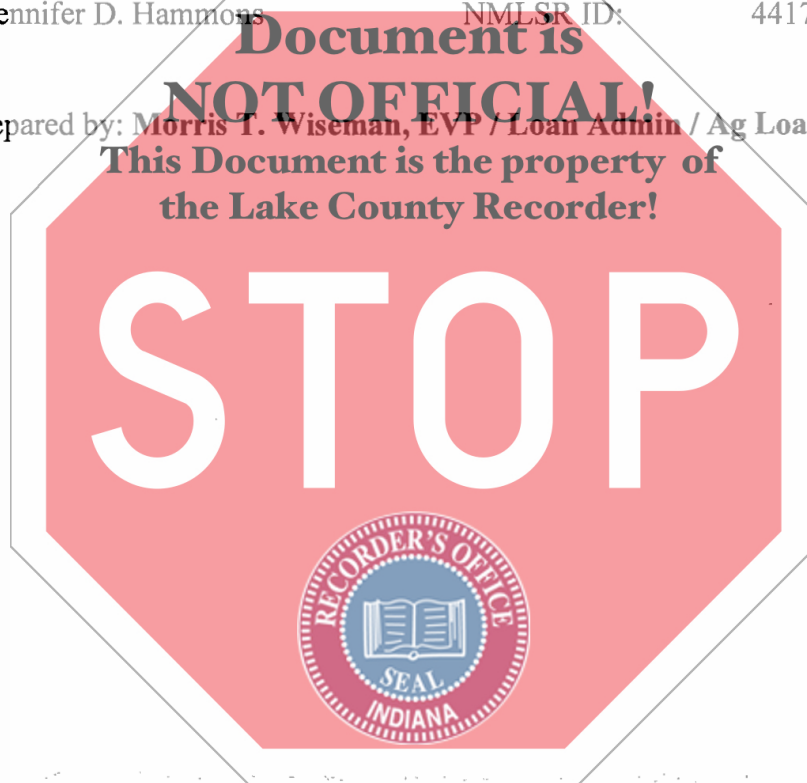 ennifer D. Hammons NMLSR ID: 4417
Document is
NOT OFFICIAL!
epared by: Morris T. Wiseman, EVP / Loan Admin / Ag Loa
This Document is the property of
the Lake County Recorder!
STOP
RECORDER'S OFFICE
SEAL
INDIANA